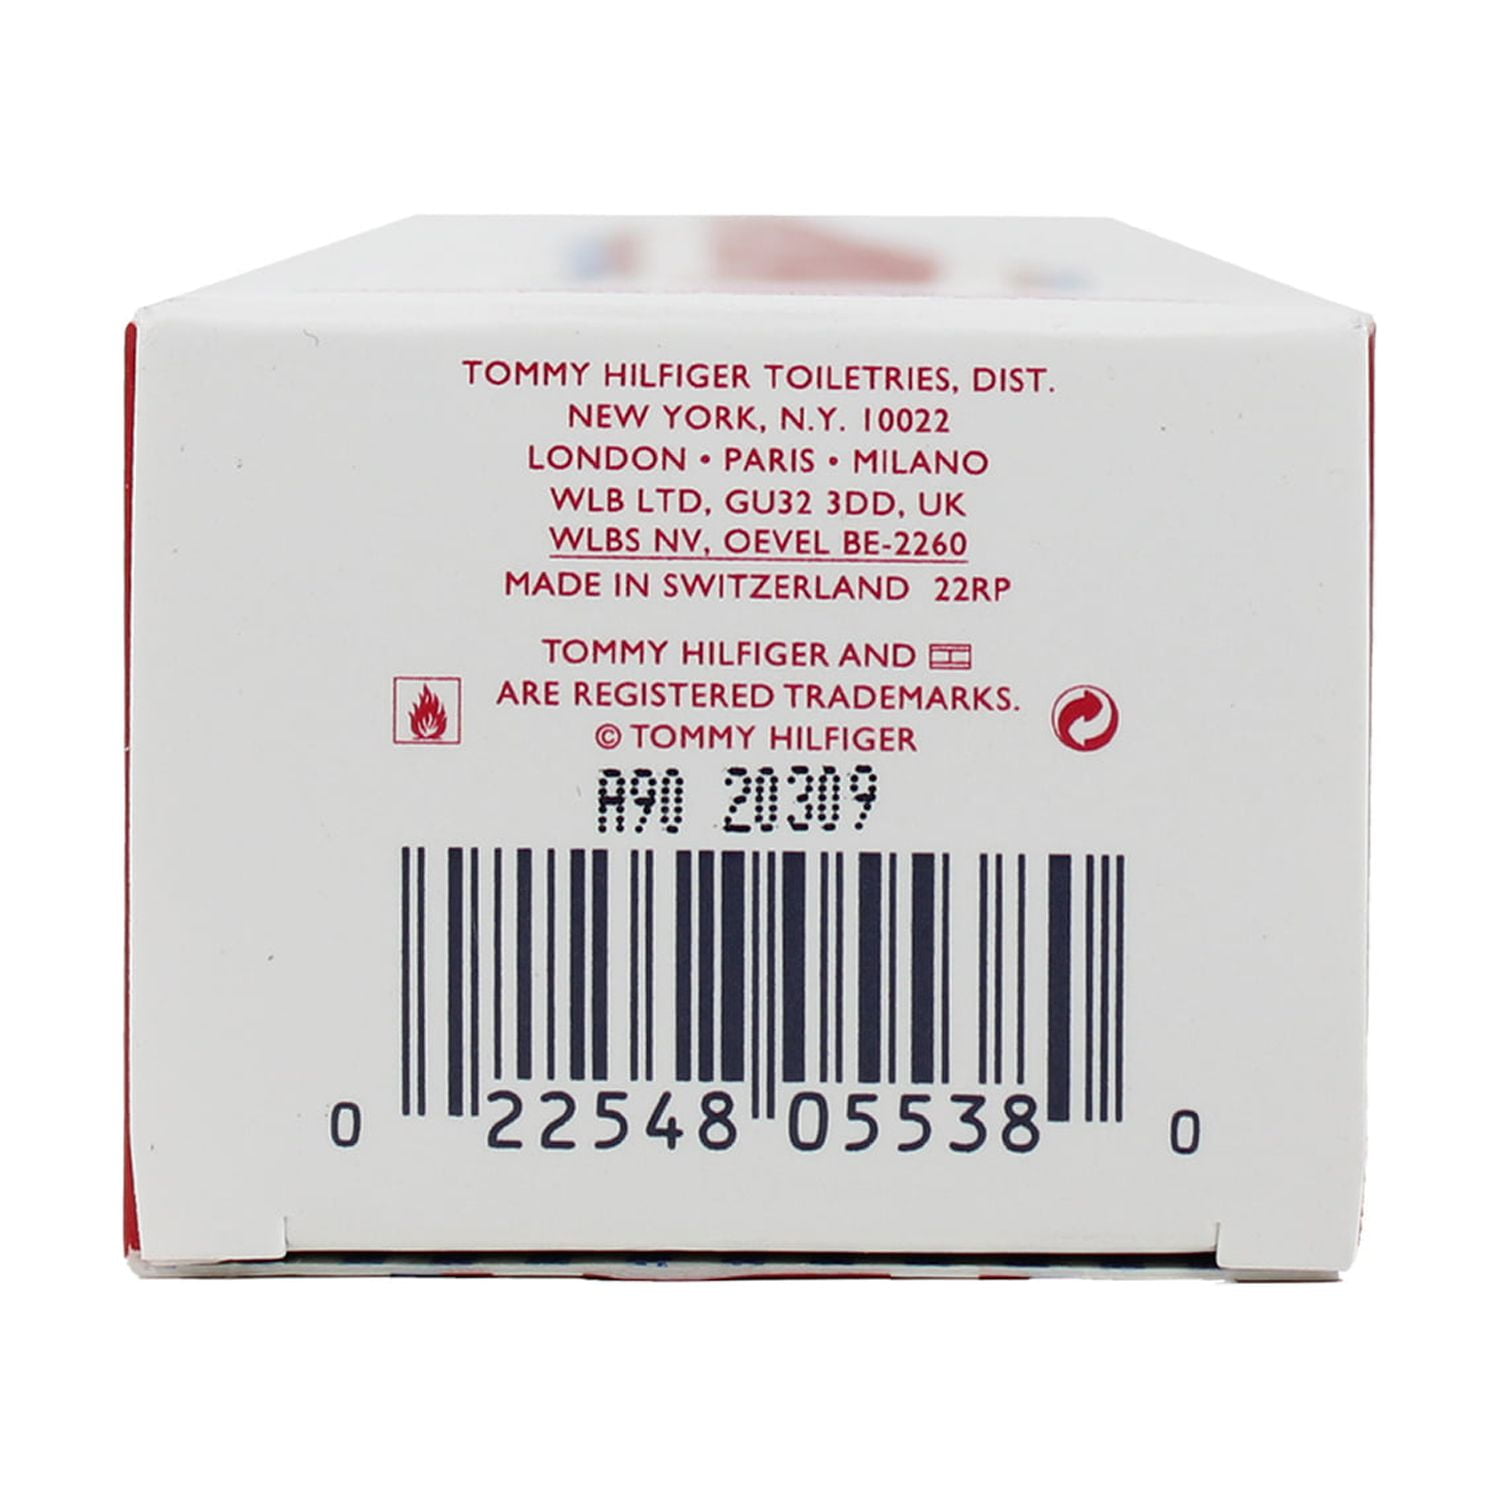 TOMMY HILFIGER TOILETRIES, DIST.
NEW YORK, N.Y. 10022
LONDON • PARIS • MILANO
WLB LTD, GU32 3DD, UK
WLBS NV, OEVEL BE-2260
MADE IN SWITZERLAND 22RP
TOMMY HILFIGER AND
ARE REGISTERED TRADEMARKS.
© TOMMY HILFIGER
A90 20309
0 22548 05538 0